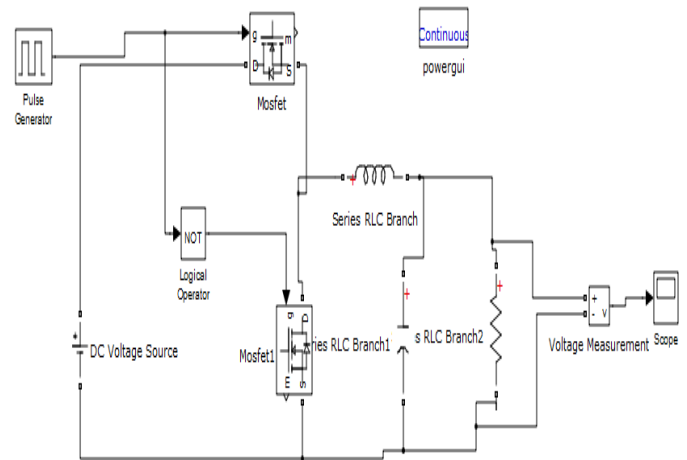 Continuous
powergui
Pulse
Generator
g
m
D
S
Mosfet
Series RLC Branch
NOT
Logical
Operator
DC Voltage Source
Mosfet1
g
D
E
S
ries RLC Branch1
s RLC Branch2
+
-
v
Voltage Measurement
Scope